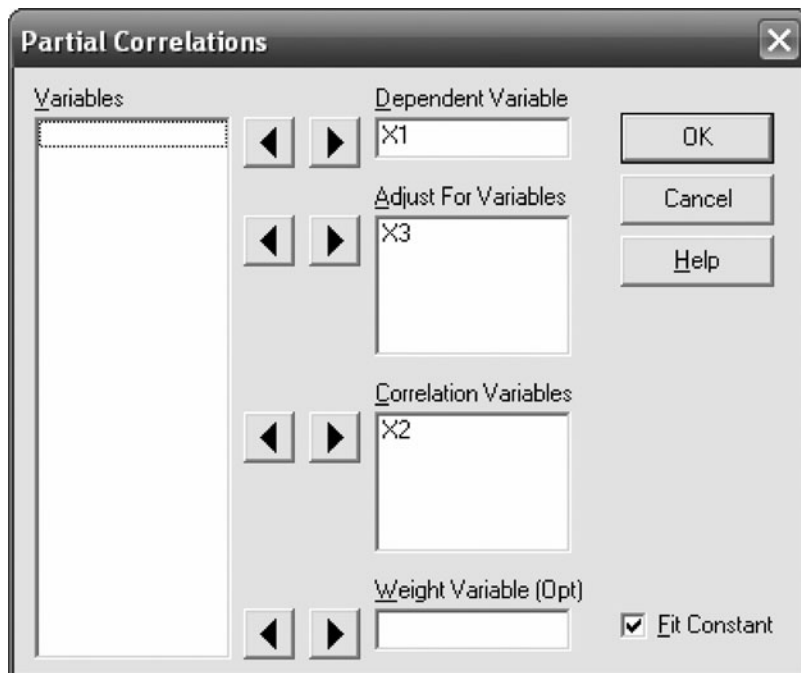 Partial Correlations
Variables
Dependent Variable
X1
Adjust For Variables
X3
Correlation Variables
X2
Weight Variable (Opt)
OK
Cancel
Help
Fit Constant